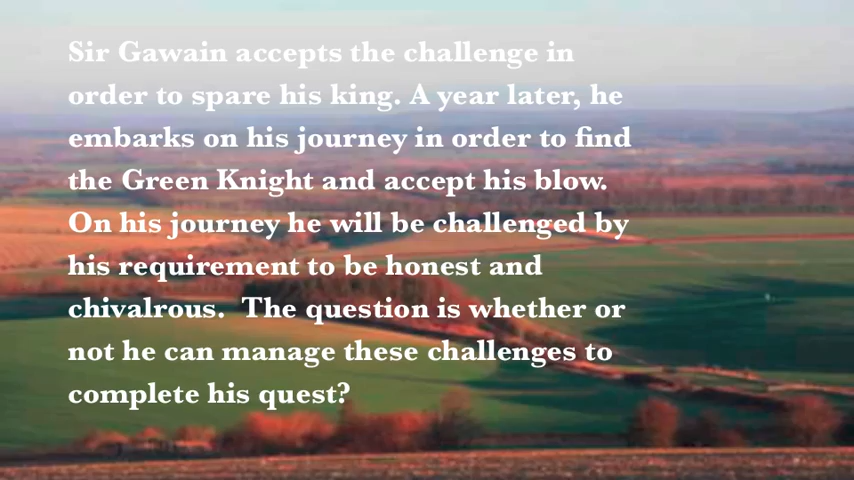 Sir Gawain accepts the challenge in
order to spare his king. A year later, he
embarks on his journey in order to find
the Green Knight and accept his blow.
On his journey he will be challenged by
his requirement to be honest and
chivalrous.  The question is whether or
not he can manage these challenges to
complete his quest?